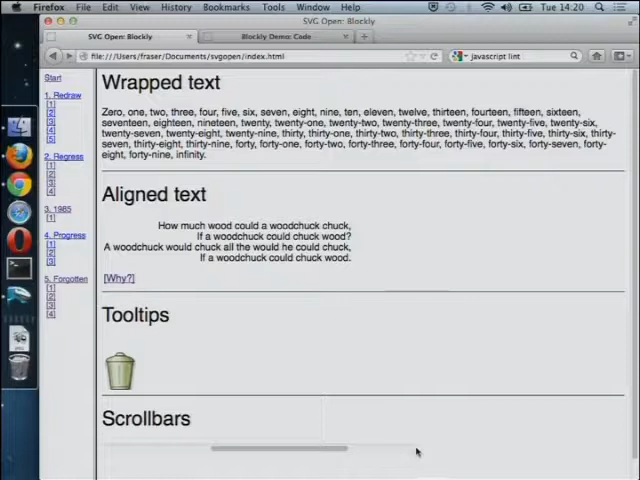 Firefox File Edit View History Bookmarks Tools Window Help Tue 14:20
SVG Open: Blockly
SVG Open: Blockly Blockly Demo: Code
file:///Users/fraser/Documents/svgopen/index.html javascript lint
Start
1. Redraw
[1]
[2]
[3]
[4]
[5]
2. Regress
[1]
[2]
[3]
[4]
3. 1985
[1]
4. Progress
[1]
[2]
[3]
5. Forgotten
[1]
[2]
[3]
[4]
Wrapped text
Zero, one, two, three, four, five, six, seven, eight, nine, ten, eleven, twelve, thirteen, fourteen, fifteen, sixteen,
seventeen, eighteen, nineteen, twenty, twenty-one, twenty-two, twenty-three, twenty-four, twenty-five, twenty-six,
twenty-seven, twenty-eight, twenty-nine, thirty, thirty-one, thirty-two, thirty-three, thirty-four, thirty-five, thirty-six, thirty-
seven, thirty-eight, thirty-nine, forty, forty-one, forty-two, forty-three, forty-four, forty-five, forty-six, forty-seven, forty-
eight, forty-nine, infinity.
Aligned text
How much wood could a woodchuck chuck,
If a woodchuck could chuck wood?
A woodchuck would chuck all the would he could chuck,
If a woodchuck could chuck wood.
[Why?]
Tooltips
Scrollbars